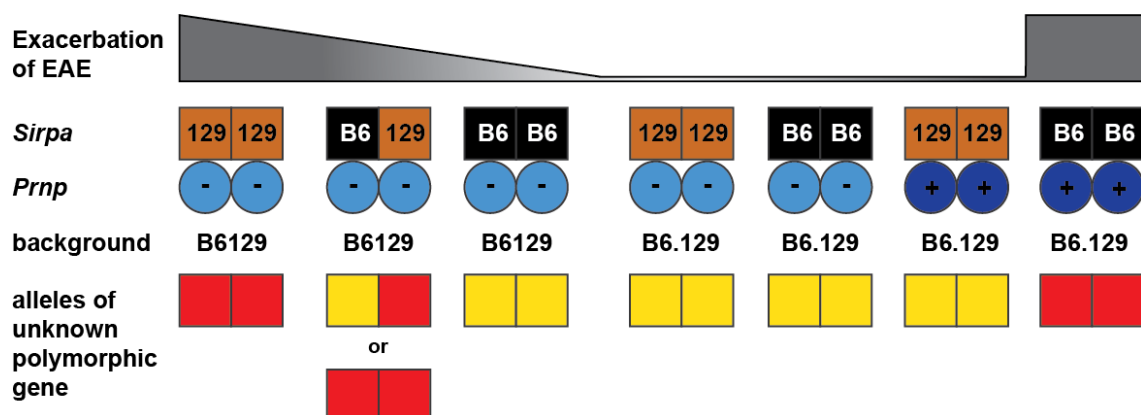 Exacerbation
of EAE
Sirpa
129 129 B6 129 B6 B6 129 129 B6 B6 129 129 B6 B6
Prnp
- - - - - - - - - - + + + +
background B6129 B6129 B6129 B6.129 B6.129 B6.129 B6.129
alleles of
unknown
polymorphic
gene
or